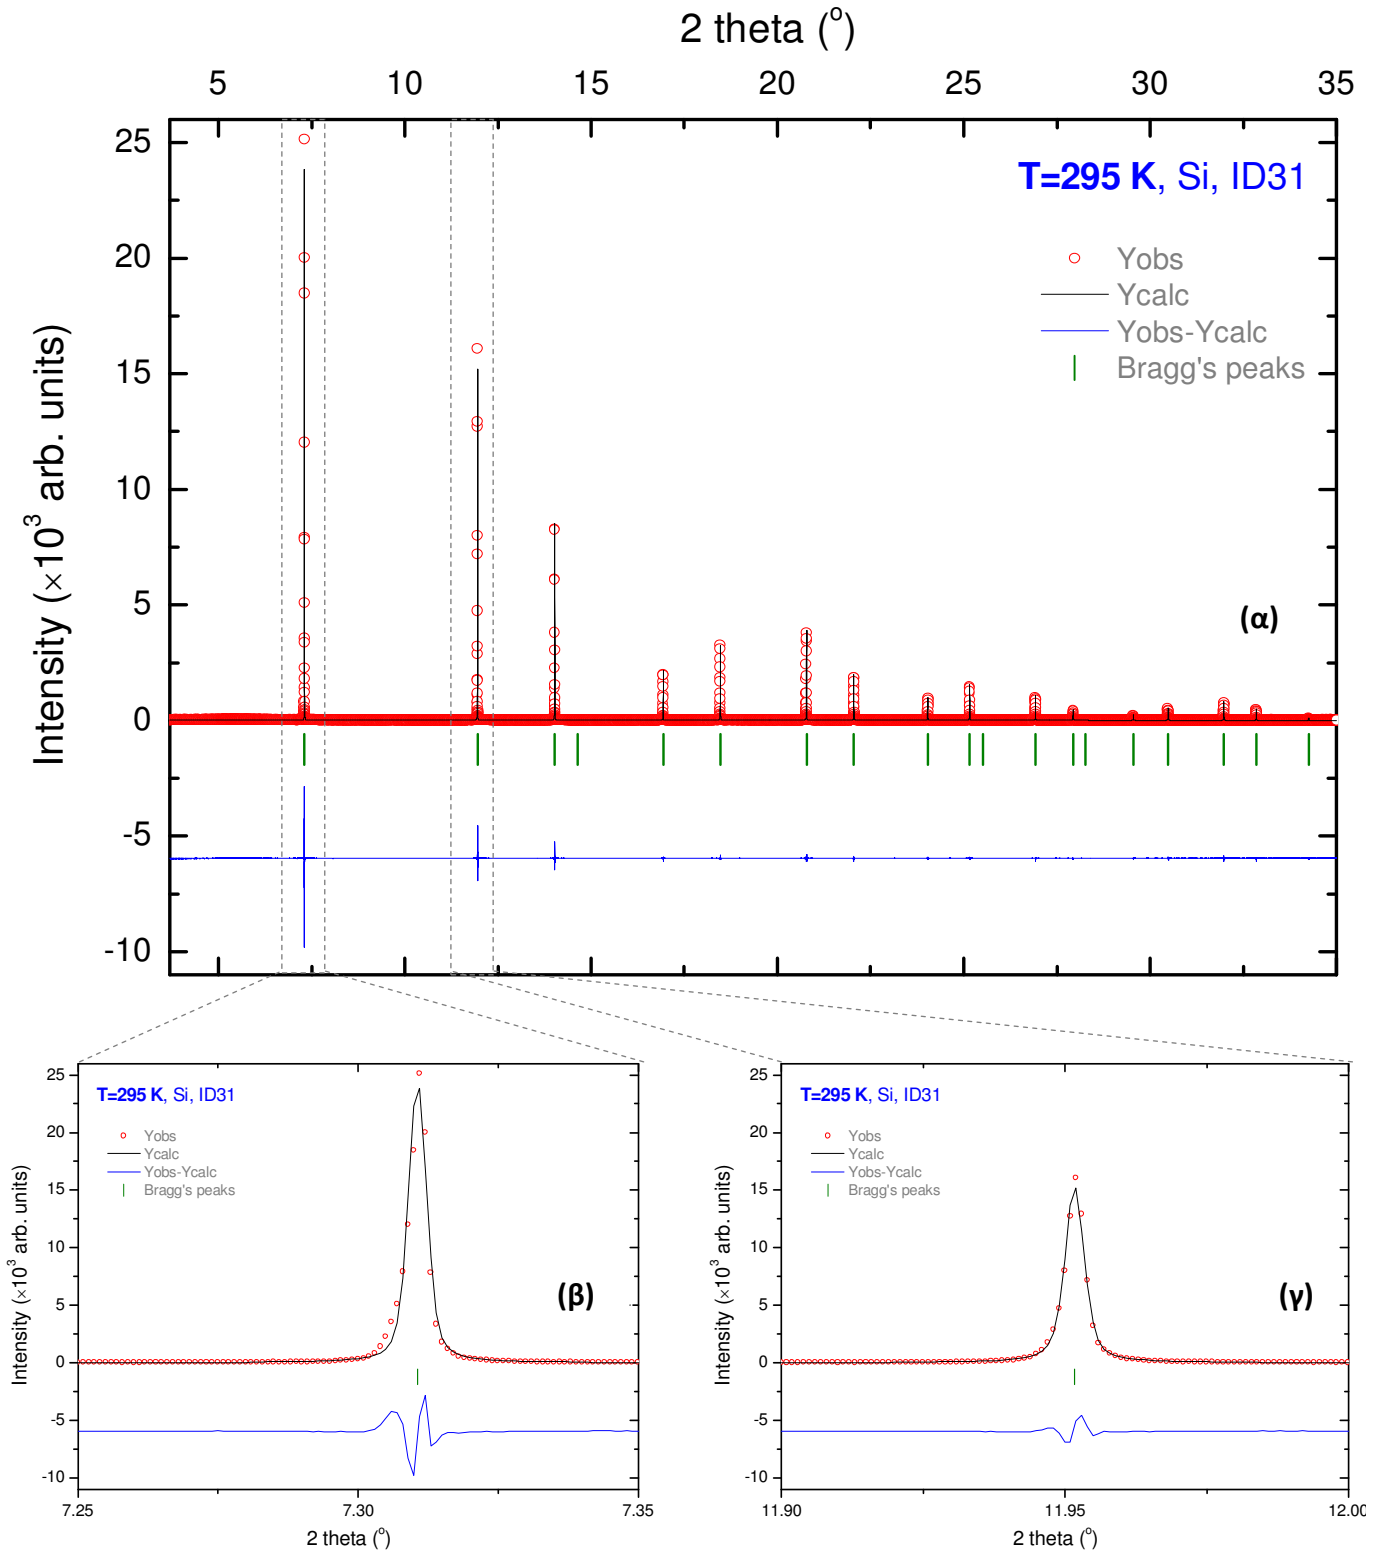 2 theta (°)
5 10 15 20 25 30 35
25
20
15
10
5
0
-5
-10
Intensity (×10³ arb. units)
T=295 K, Si, ID31
Yobs
Ycalc
Yobs-Ycalc
Bragg's peaks
(α)
25
20
15
10
5
0
-5
-10
Intensity (×10³ arb. units)
T=295 K, Si, ID31
Yobs
Ycalc
Yobs-Ycalc
Bragg's peaks
(β)
7.25 7.30 7.35
2 theta (°)
25
20
15
10
5
0
-5
-10
Intensity (×10³ arb. units)
T=295 K, Si, ID31
Yobs
Ycalc
Yobs-Ycalc
Bragg's peaks
(γ)
11.90 11.95 12.00
2 theta (°)